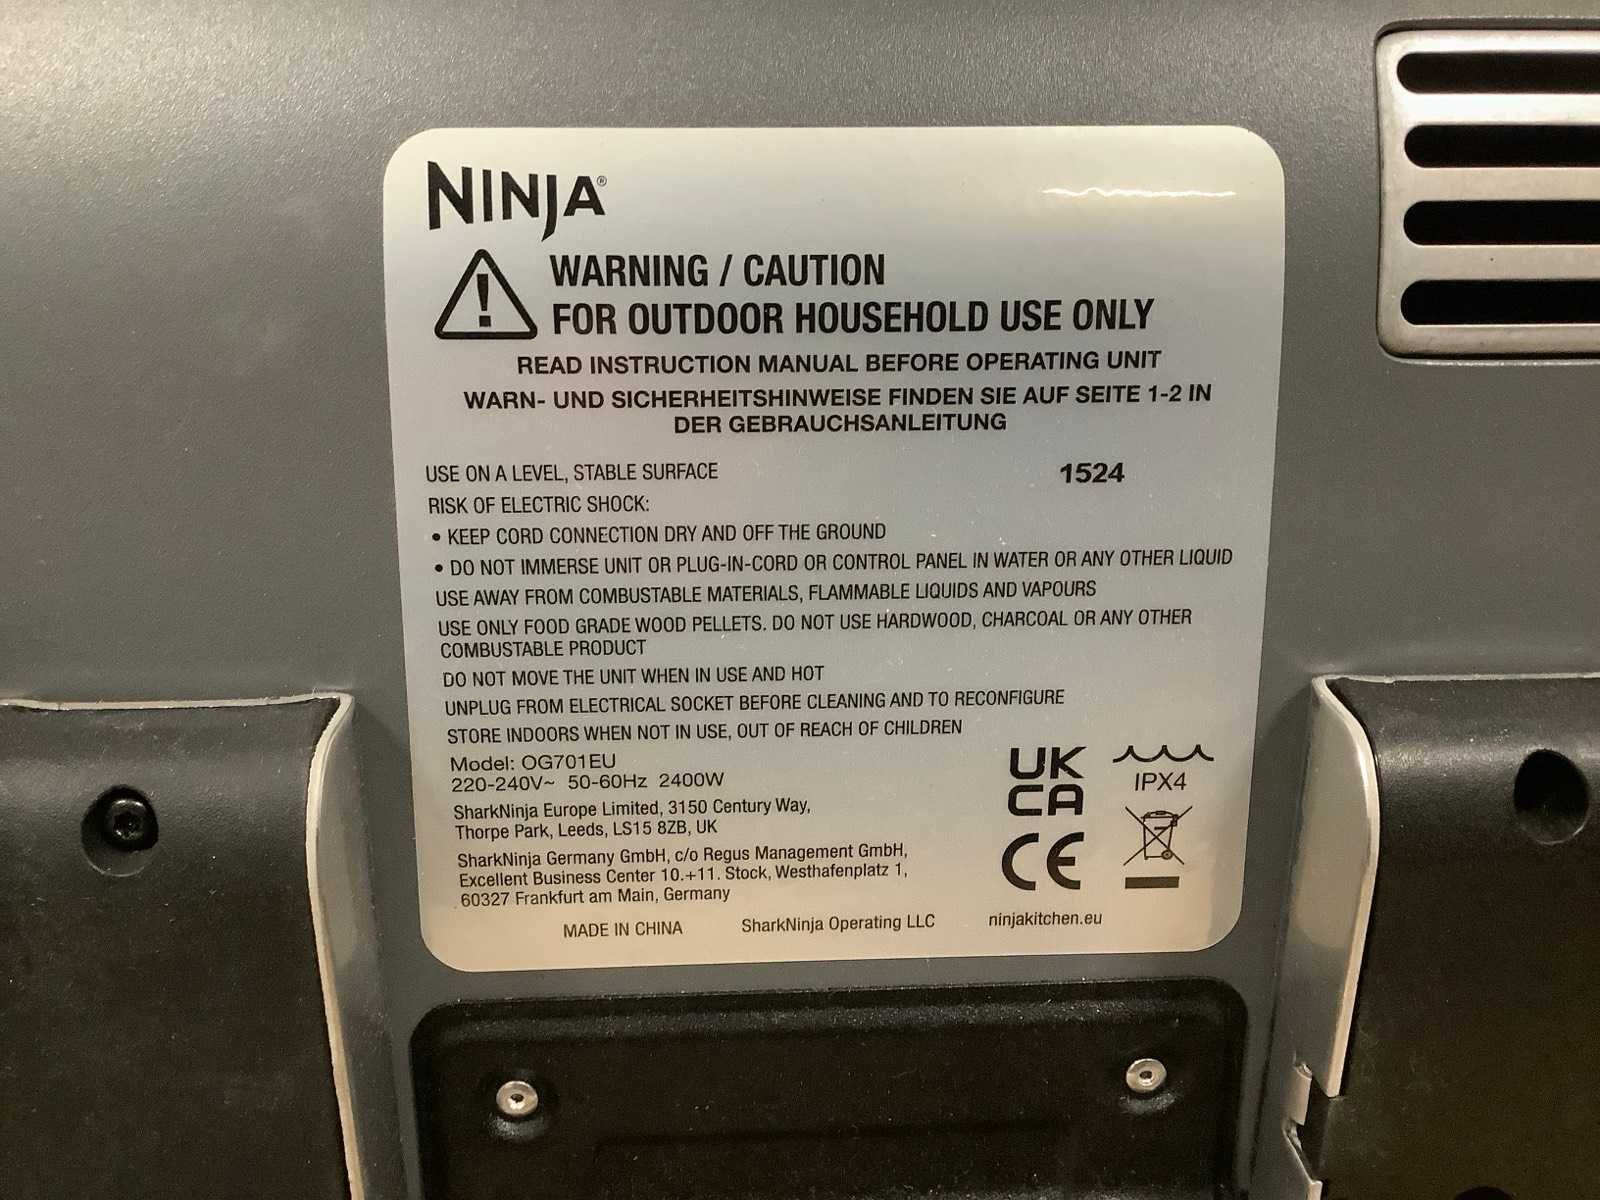 NINJA®
WARNING / CAUTION
FOR OUTDOOR HOUSEHOLD USE ONLY
READ INSTRUCTION MANUAL BEFORE OPERATING UNIT
WARN- UND SICHERHEITSHINWEISE FINDEN SIE AUF SEITE 1-2 IN
DER GEBRAUCHSANLEITUNG
USE ON A LEVEL, STABLE SURFACE
1524
RISK OF ELECTRIC SHOCK:
• KEEP CORD CONNECTION DRY AND OFF THE GROUND
• DO NOT IMMERSE UNIT OR PLUG-IN-CORD OR CONTROL PANEL IN WATER OR ANY OTHER LIQUID
USE AWAY FROM COMBUSTABLE MATERIALS, FLAMMABLE LIQUIDS AND VAPOURS
USE ONLY FOOD GRADE WOOD PELLETS. DO NOT USE HARDWOOD, CHARCOAL OR ANY OTHER
COMBUSTABLE PRODUCT
DO NOT MOVE THE UNIT WHEN IN USE AND HOT
UNPLUG FROM ELECTRICAL SOCKET BEFORE CLEANING AND TO RECONFIGURE
STORE INDOORS WHEN NOT IN USE, OUT OF REACH OF CHILDREN
Model: OG701EU
220-240V~ 50-60Hz 2400W
SharkNinja Europe Limited, 3150 Century Way,
Thorpe Park, Leeds, LS15 8ZB, UK
SharkNinja Germany GmbH, c/o Regus Management GmbH,
Excellent Business Center 10.+11. Stock, Westhafenplatz 1,
60327 Frankfurt am Main, Germany
UK
CA
IPX4
CE
MADE IN CHINA
SharkNinja Operating LLC
ninjakitchen.eu